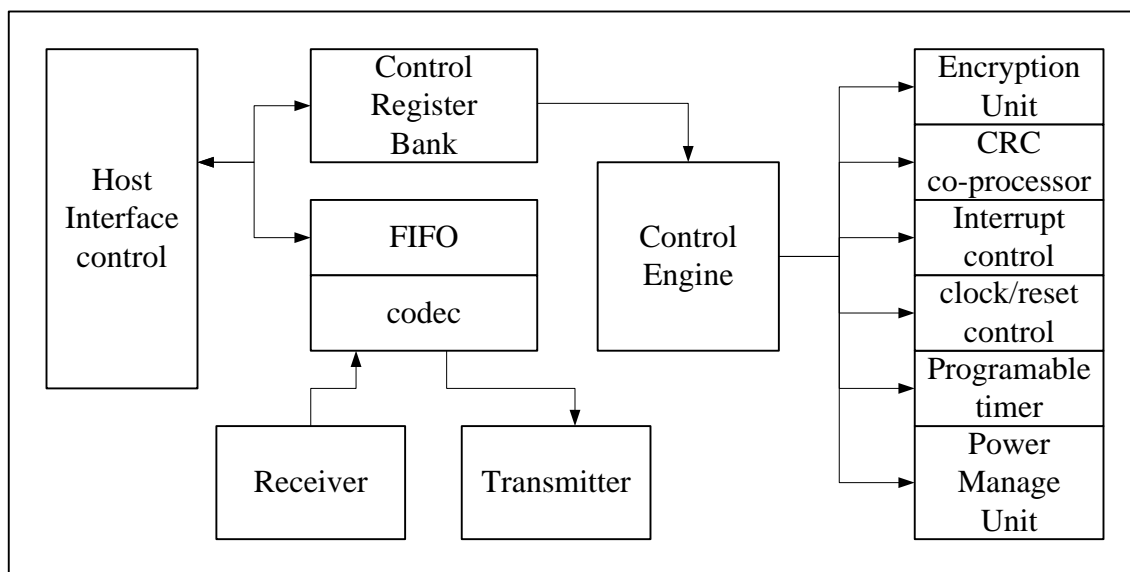 Host
Interface
control
Control
Register
Bank
FIFO
codec
Receiver
Transmitter
Control
Engine
Encryption
Unit
CRC
co-processor
Interrupt
control
clock/reset
control
Programable
timer
Power
Manage
Unit